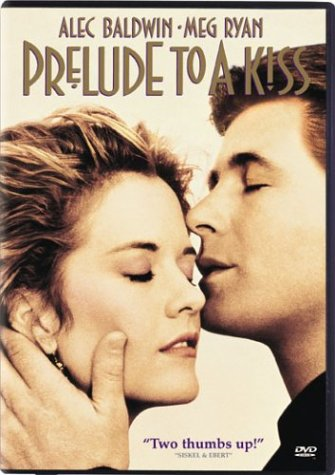 ALEC BALDWIN · MEG RYAN
PRELUDE TO A KISS
"Two thumbs up!"
"SISKEL & EBERT"
DVD